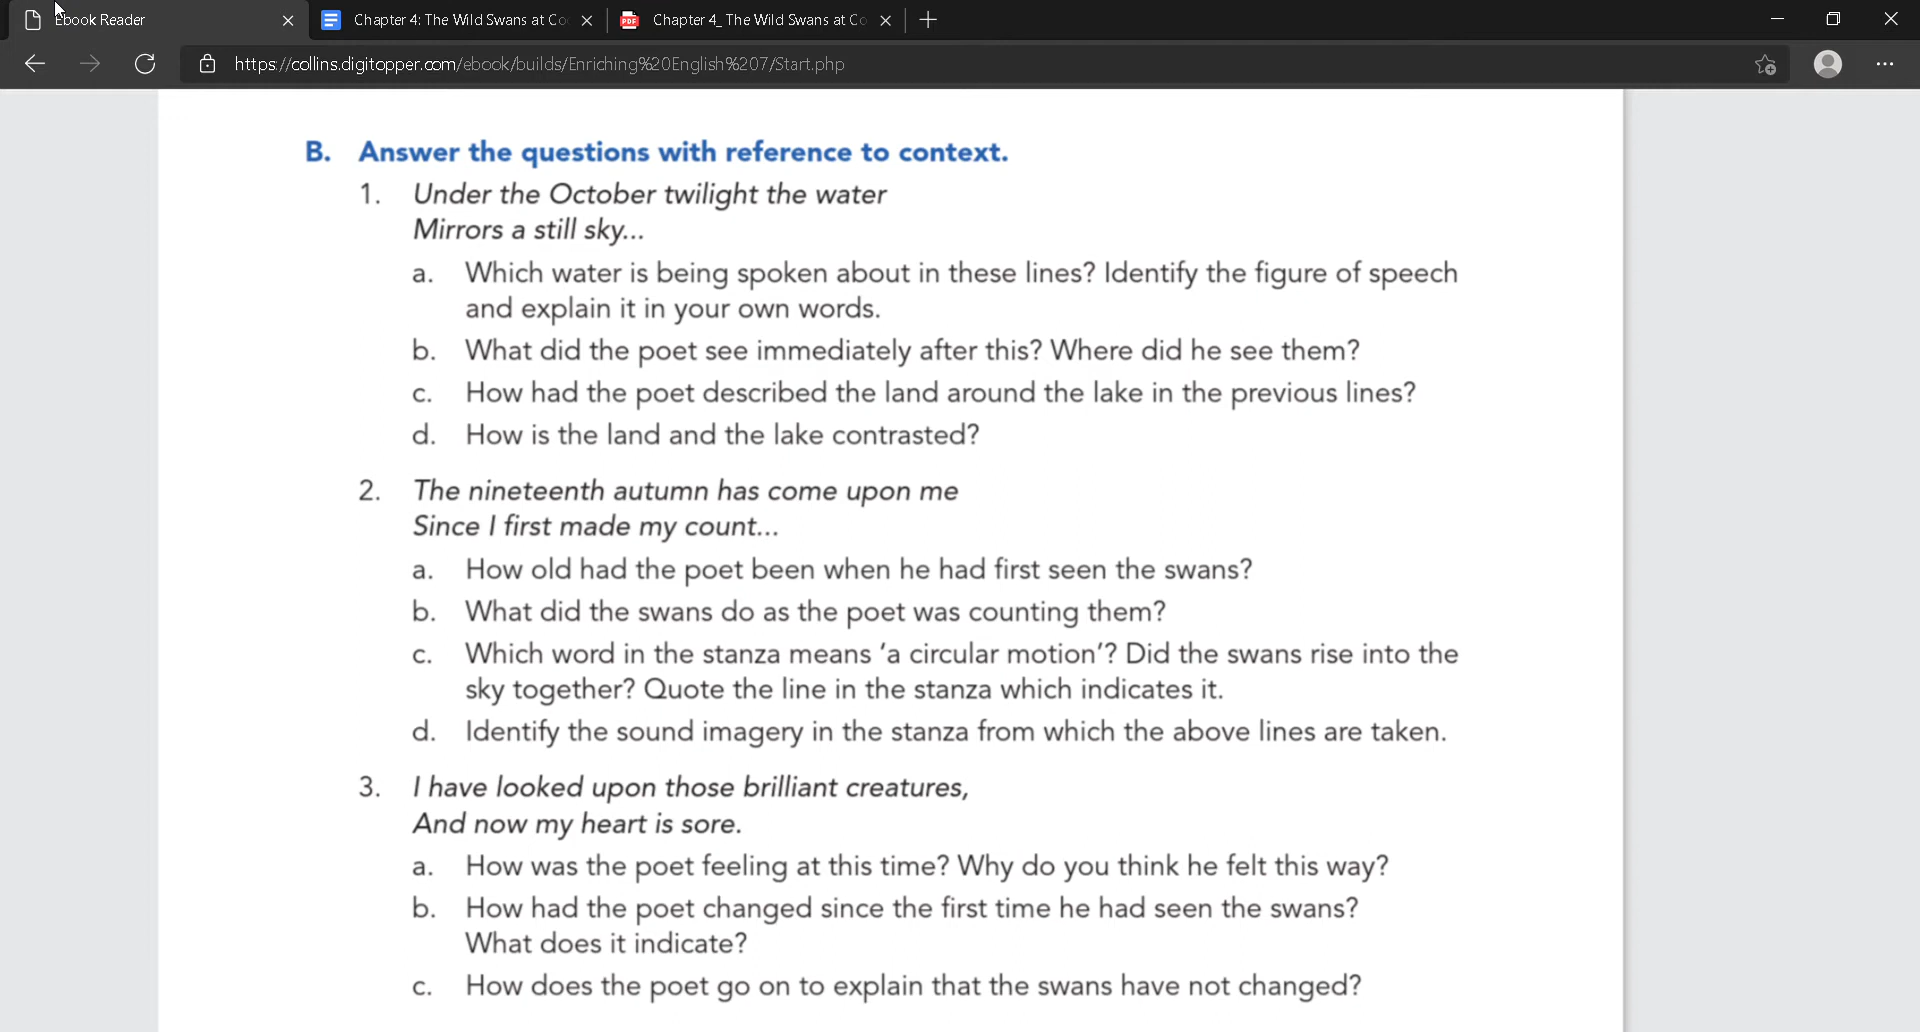 Ebook Reader
Chapter 4: The Wild Swans at Co
Chapter 4_ The Wild Swans at Co
https://collins.digitopper.com/ebook/builds/Enriching%20English%207/Start.php
B. Answer the questions with reference to context.
1. Under the October twilight the water
Mirrors a still sky...
a. Which water is being spoken about in these lines? Identify the figure of speech
and explain it in your own words.
b. What did the poet see immediately after this? Where did he see them?
c. How had the poet described the land around the lake in the previous lines?
d. How is the land and the lake contrasted?
2. The nineteenth autumn has come upon me
Since I first made my count...
a. How old had the poet been when he had first seen the swans?
b. What did the swans do as the poet was counting them?
c. Which word in the stanza means ‘a circular motion’? Did the swans rise into the
sky together? Quote the line in the stanza which indicates it.
d. Identify the sound imagery in the stanza from which the above lines are taken.
3. I have looked upon those brilliant creatures,
And now my heart is sore.
a. How was the poet feeling at this time? Why do you think he felt this way?
b. How had the poet changed since the first time he had seen the swans?
What does it indicate?
c. How does the poet go on to explain that the swans have not changed?